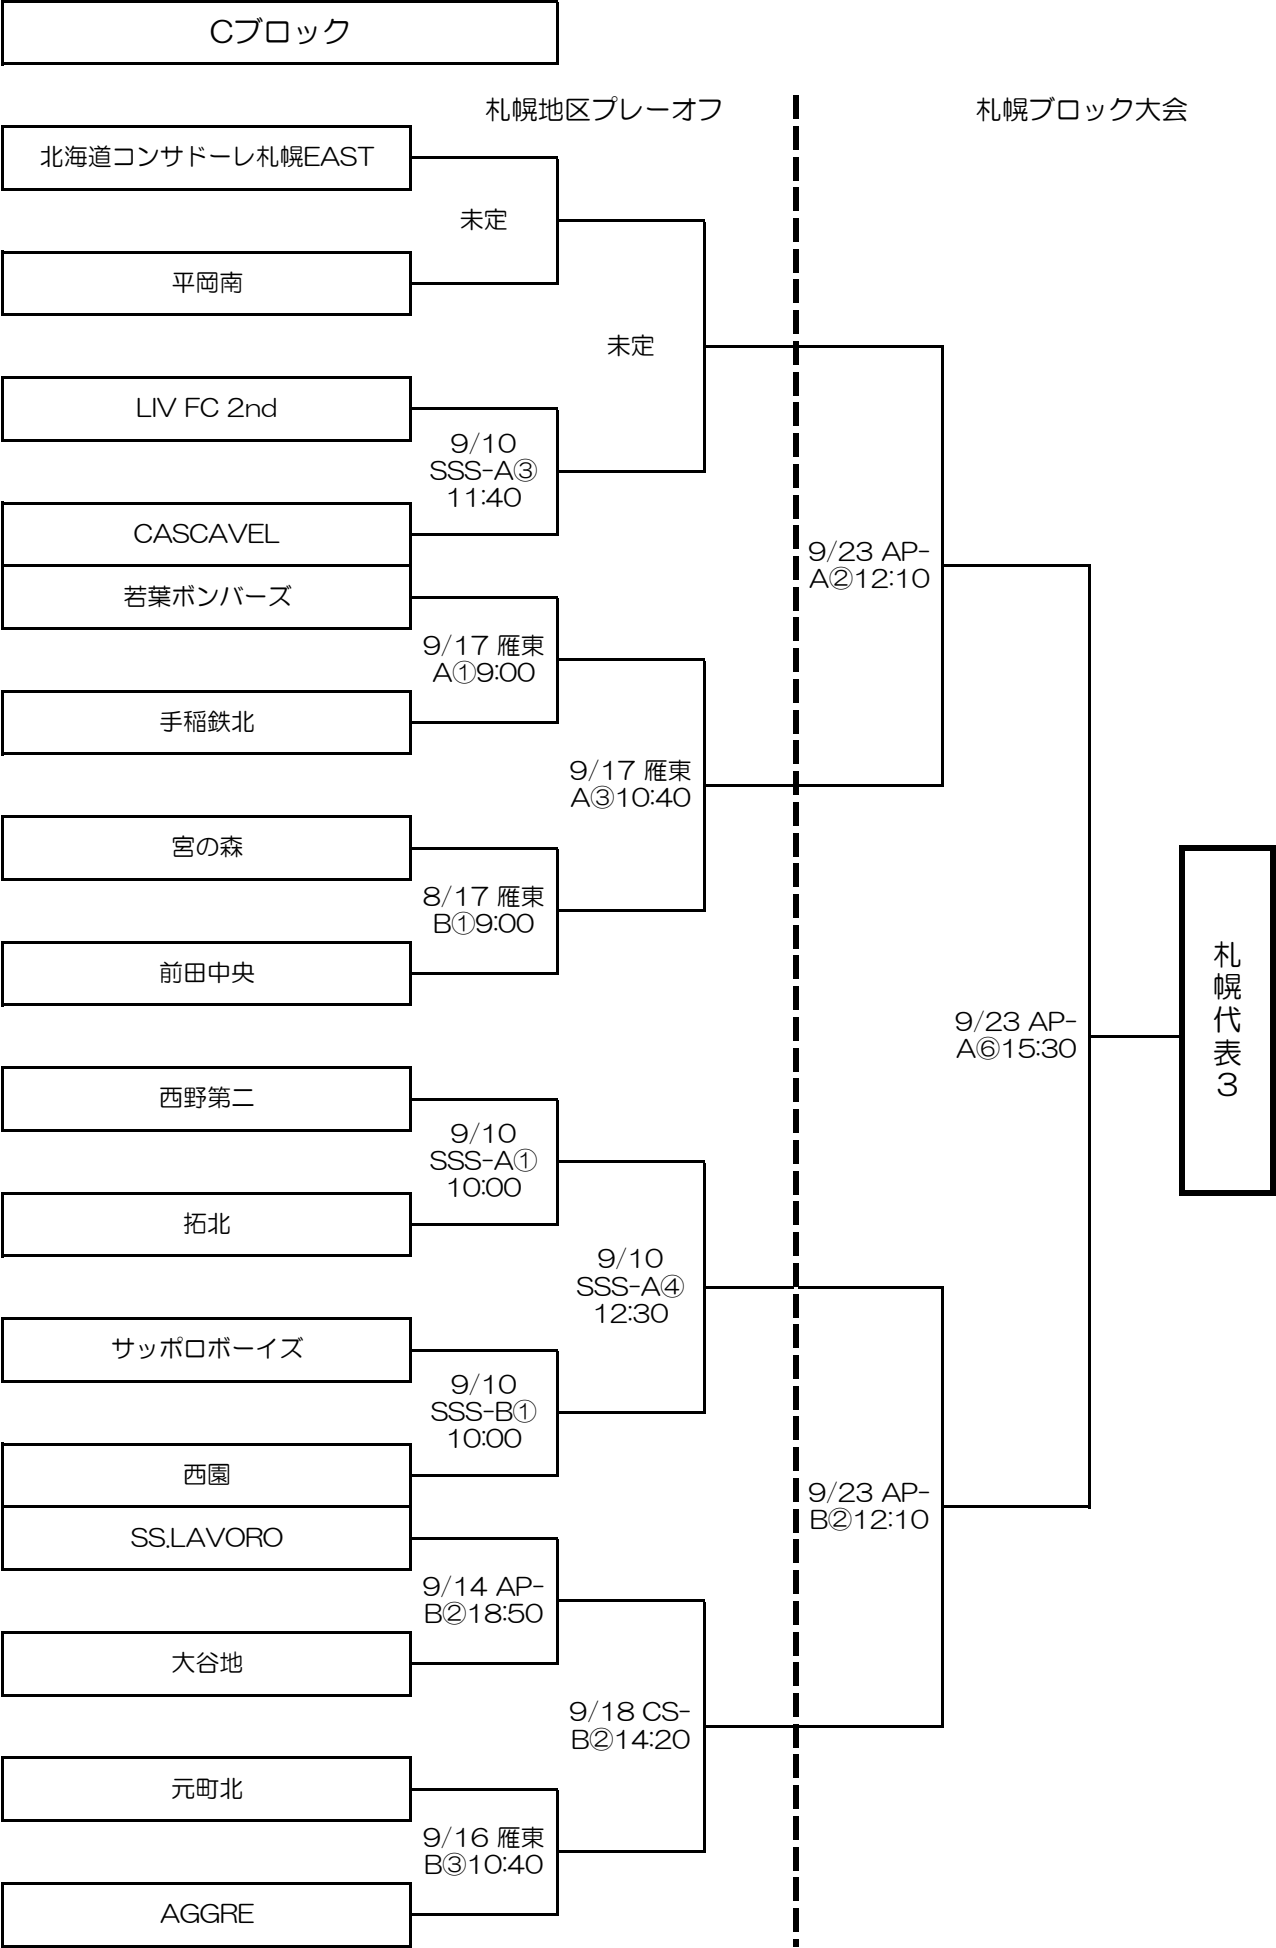 Cブロック
札幌地区プレーオフ
札幌ブロック大会
北海道コンサドーレ札幌EAST
未定
平岡南
未定
LIV FC 2nd
9/10
SSS-A③
11:40
CASCAVEL
9/23 AP-
A②12:10
若葉ボンバーズ
9/17 雁東
A①9:00
手稲鉄北
9/17 雁東
A③10:40
宮の森
8/17 雁東
B①9:00
前田中央
札幌代表3
9/23 AP-
A⑥15:30
西野第二
9/10
SSS-A①
10:00
拓北
9/10
SSS-A④
12:30
サッポロボーイズ
9/10
SSS-B①
10:00
西園
9/23 AP-
B②12:10
SS.LAVORO
9/14 AP-
B②18:50
大谷地
9/18 CS-
B②14:20
元町北
9/16 雁東
B③10:40
AGGRE